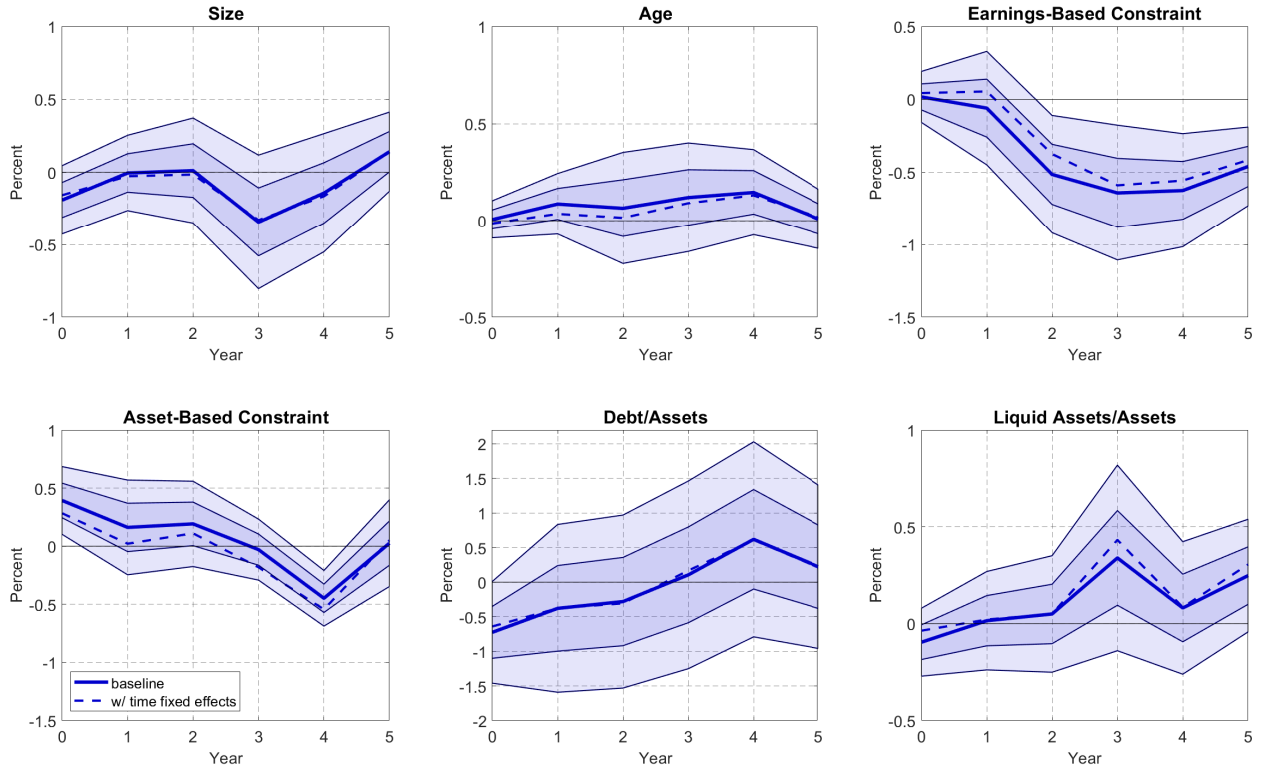 Size
1
0.5
0
-0.5
-1
Percent
0 1 2 3 4 5
Year
Age
1
0.5
0
-0.5
Percent
0 1 2 3 4 5
Year
Earnings-Based Constraint
0.5
0
-0.5
-1
-1.5
Percent
0 1 2 3 4 5
Year
Asset-Based Constraint
1
0.5
0
-0.5
-1
-1.5
Percent
baseline
w/ time fixed effects
0 1 2 3 4 5
Year
Debt/Assets
2
1.5
1
0.5
0
-0.5
-1
-1.5
-2
Percent
0 1 2 3 4 5
Year
Liquid Assets/Assets
1
0.5
0
-0.5
Percent
0 1 2 3 4 5
Year